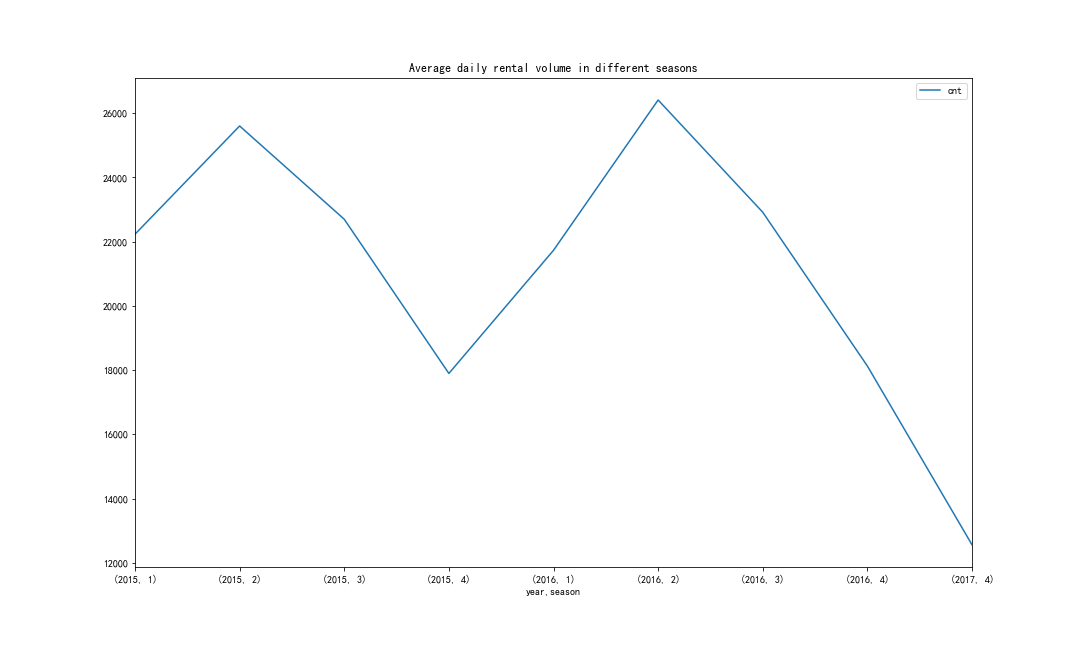 Average daily rental volume in different seasons
cnt
26000
24000
22000
20000
18000
16000
14000
12000
(2015, 1) (2015, 2) (2015, 3) (2015, 4) (2016, 1) (2016, 2) (2016, 3) (2016, 4) (2017, 4)
year,season